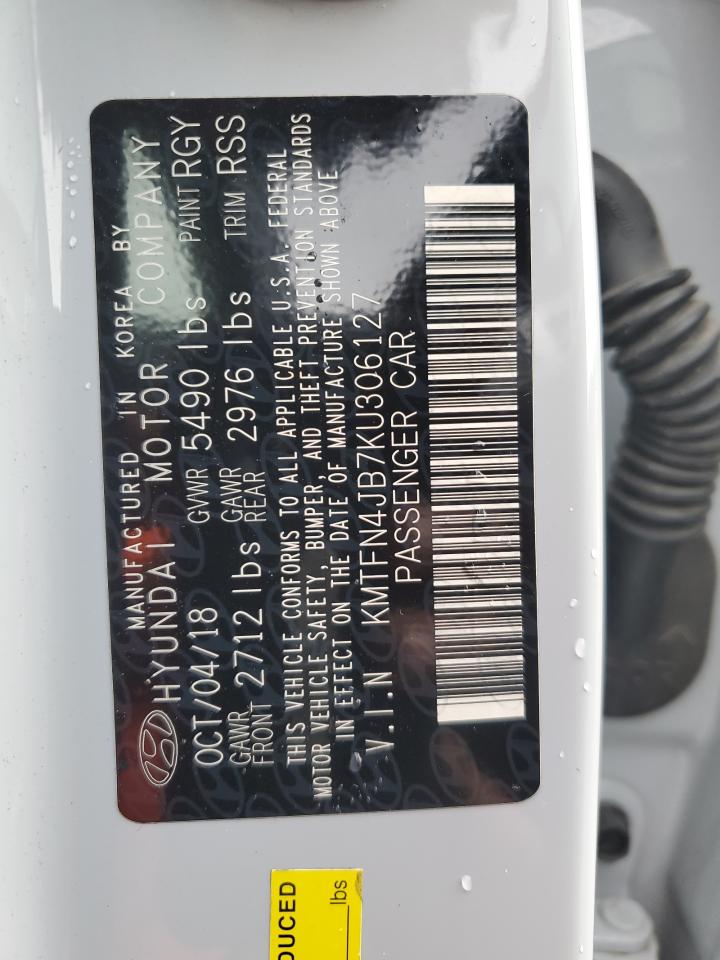 MANUFACTURED IN KOREA BY
HYUNDAI MOTOR COMPANY
OCT/04/18 GVWR 5490 lbs PAINT RGY
GAWR FRONT 2712 lbs GAWR REAR 2976 lbs TRIM RSS
THIS VEHICLE CONFORMS TO ALL APPLICABLE U.S.A. FEDERAL
MOTOR VEHICLE SAFETY, BUMPER, AND THEFT PREVENTION STANDARDS
IN EFFECT ON THE DATE OF MANUFACTURE SHOWN ABOVE
V.I.N KMTFN4JB7KU306127
PASSENGER CAR
DUCED
lbs